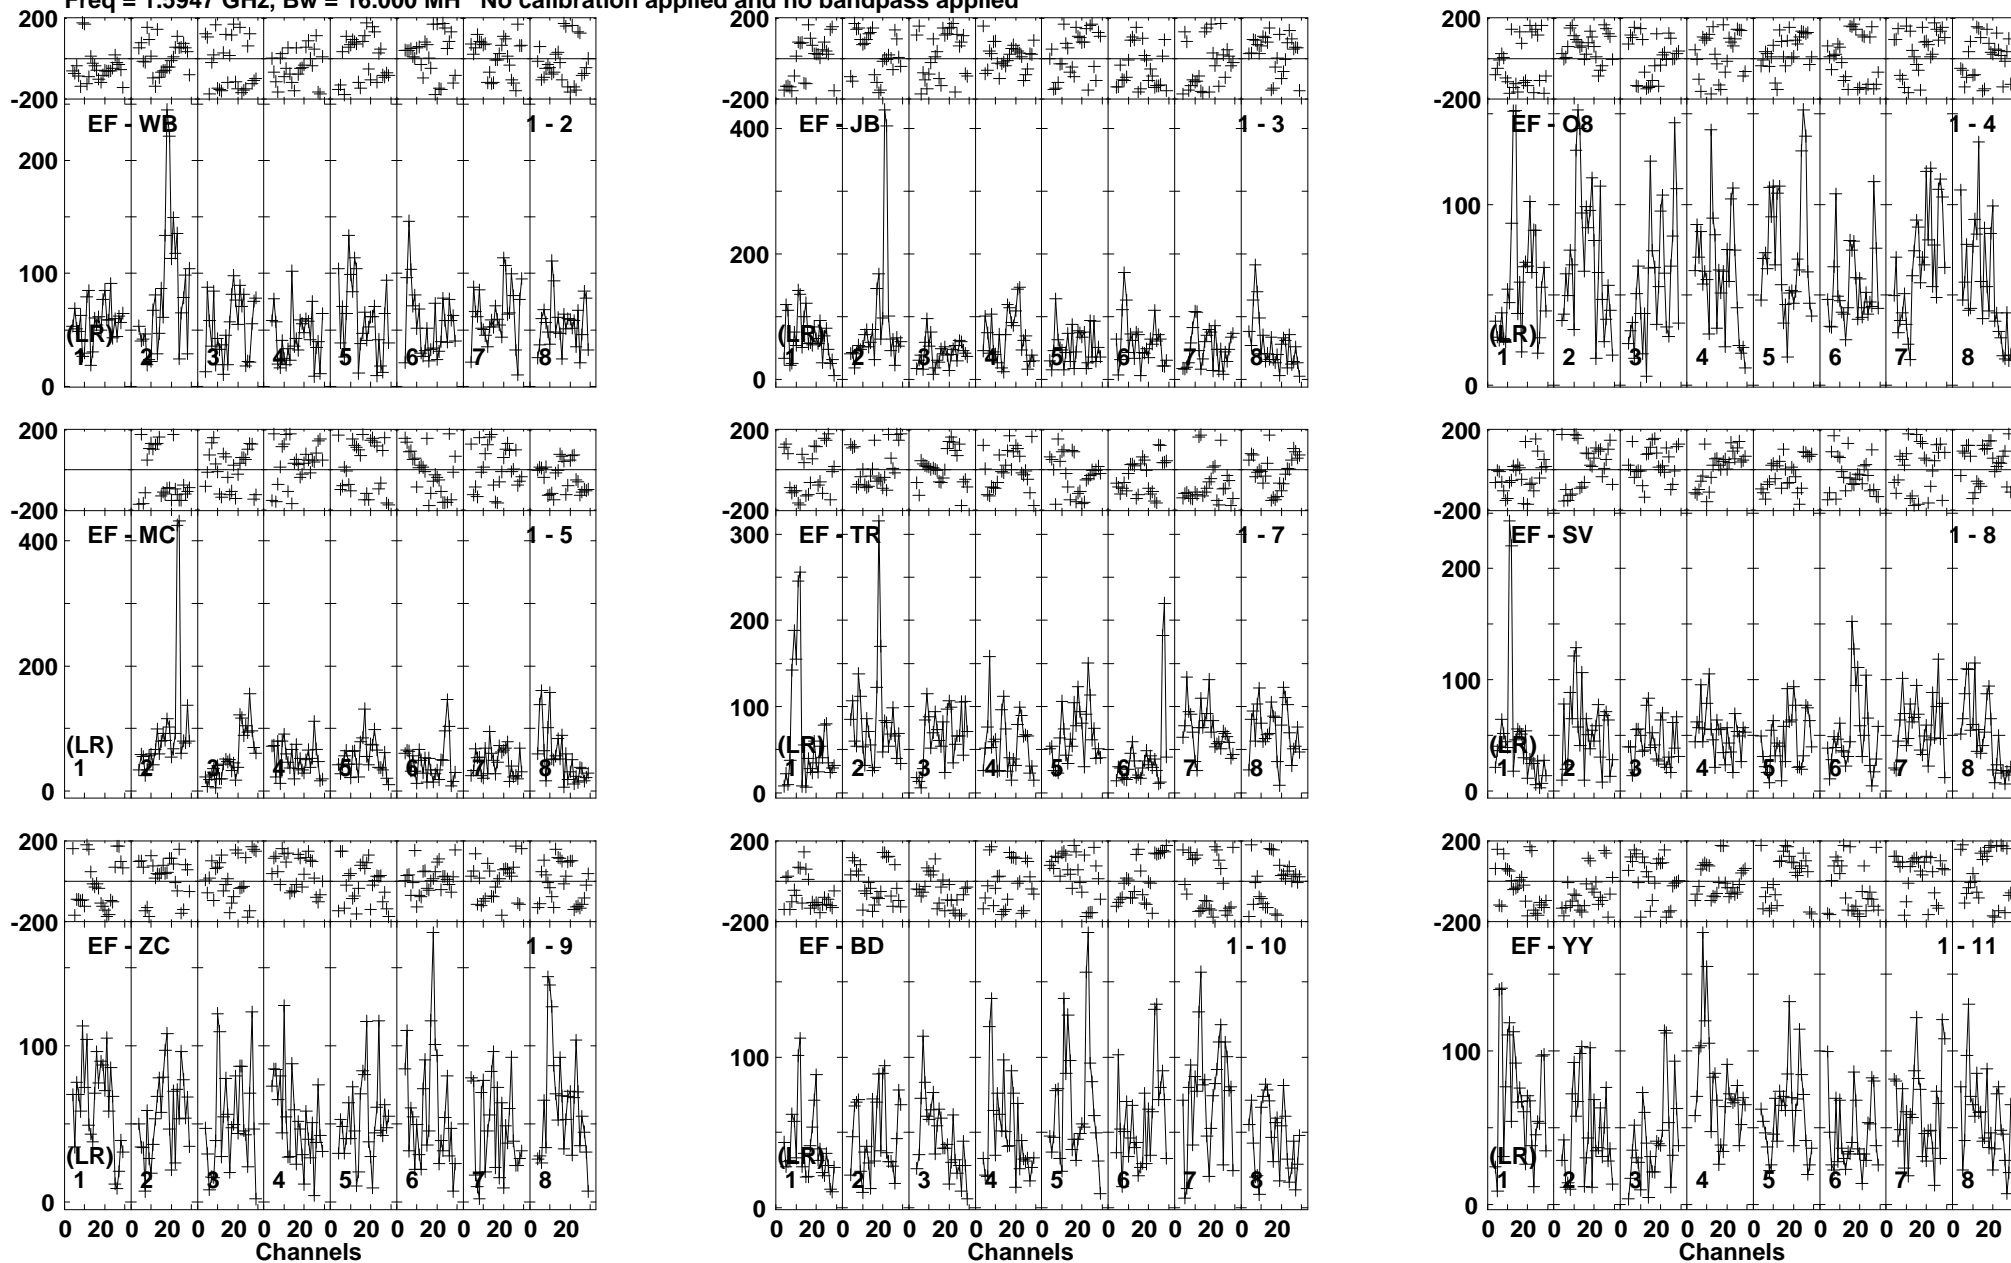 Freq = 1.5947 GHz, Bw = 16.000 MH No calibration applied and no bandpass applied
200 200 200
-200 -200 -200
EF - WB 1 - 2 EF - JB 1 - 3 EF - O8 1 - 4
400
200
200
100
100
(LR) (LR) (LR)
1 2 3 4 5 6 7 8 1 2 3 4 5 6 7 8 1 2 3 4 5 6 7 8
0 0 0
200 200 200
-200 -200 -200
EF - MC 1 - 5 EF - TR 1 - 7 EF - SV 1 - 8
400 300
200
200
200
100 100
(LR) (LR) (LR)
1 2 3 4 5 6 7 8 1 2 3 4 5 6 7 8 1 2 3 4 5 6 7 8
0 0 0
200 200 200
-200 -200 -200
EF - ZC 1 - 9 EF - BD 1 - 10 EF - YY 1 - 11
100 100 100
(LR) (LR) (LR)
1 2 3 4 5 6 7 8 1 2 3 4 5 6 7 8 1 2 3 4 5 6 7 8
0 0 0
0 20 0 20 0 20 0 20 0 20 0 20 0 20 0 20 0 20 0 20 0 20 0 20 0 20 0 20 0 20 0 20 0 20 0 20 0 20 0 20 0 20 0 20 0 20 0 20
Channels Channels Channels